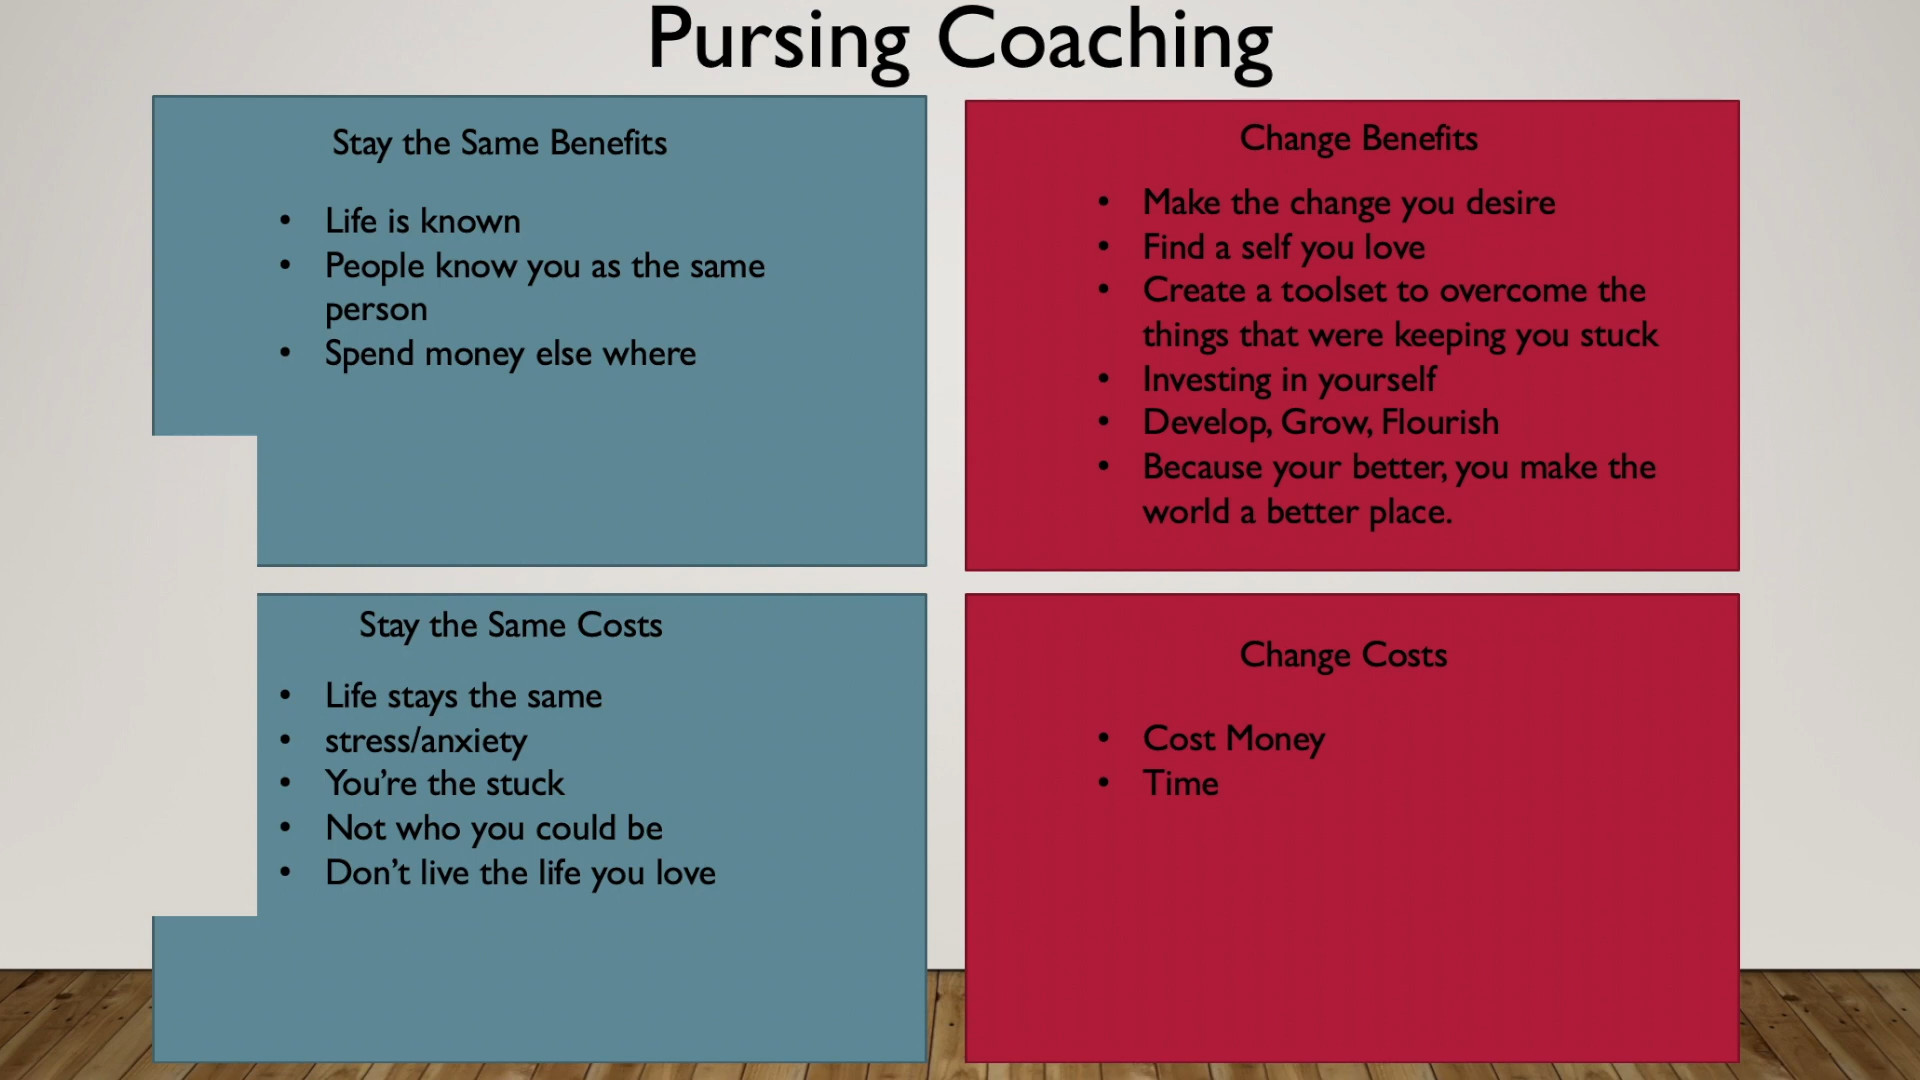 Pursing Coaching
Stay the Same Benefits
• Life is known
• People know you as the same
person
• Spend money else where
Change Benefits
• Make the change you desire
• Find a self you love
• Create a toolset to overcome the
things that were keeping you stuck
• Investing in yourself
• Develop, Grow, Flourish
• Because your better, you make the
world a better place.
Stay the Same Costs
• Life stays the same
• stress/anxiety
• You’re the stuck
• Not who you could be
• Don’t live the life you love
Change Costs
• Cost Money
• Time